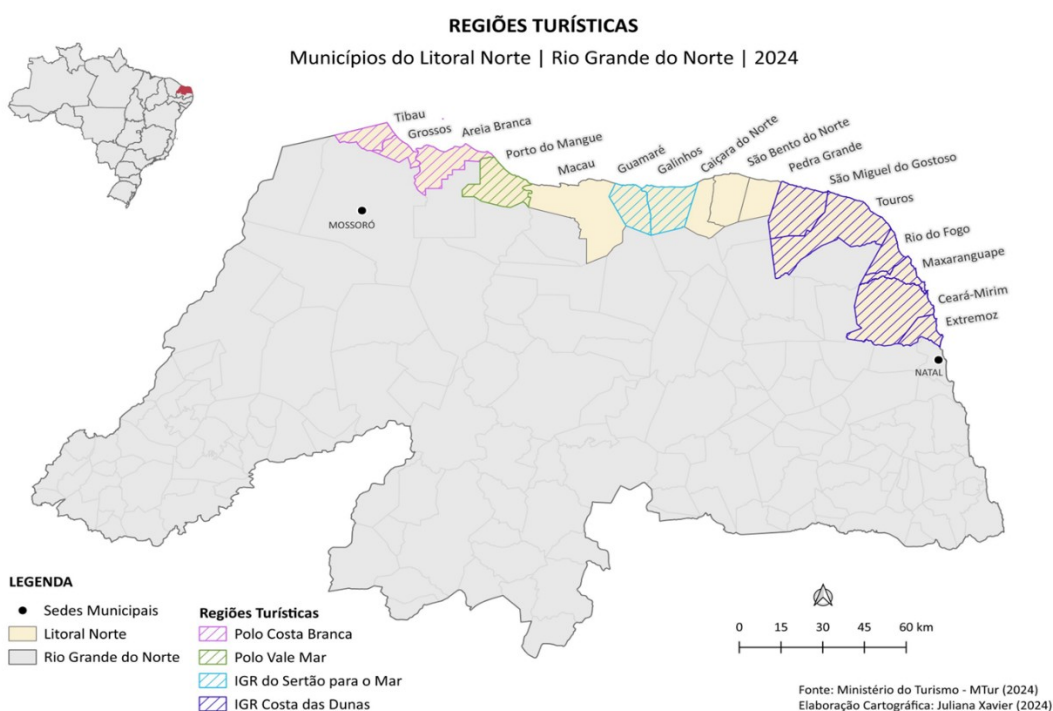 REGIÕES TURÍSTICAS
Municípios do Litoral Norte | Rio Grande do Norte | 2024
Tibau
Grossos
Areia Branca
Porto do Mangue
Macau
Guamaré
Galinhos
Caiçara do Norte
São Bento do Norte
Pedra Grande
São Miguel do Gostoso
Touros
Rio do Fogo
Maxaranguape
Ceará-Mirim
Extremoz
MOSSORÓ
NATAL
LEGENDA
Sedes Municipais
Litoral Norte
Rio Grande do Norte
Regiões Turísticas
Polo Costa Branca
Polo Vale Mar
IGR do Sertão para o Mar
IGR Costa das Dunas
0 15 30 45 60 km
Fonte: Ministério do Turismo - MTur (2024)
Elaboração Cartográfica: Juliana Xavier (2024)